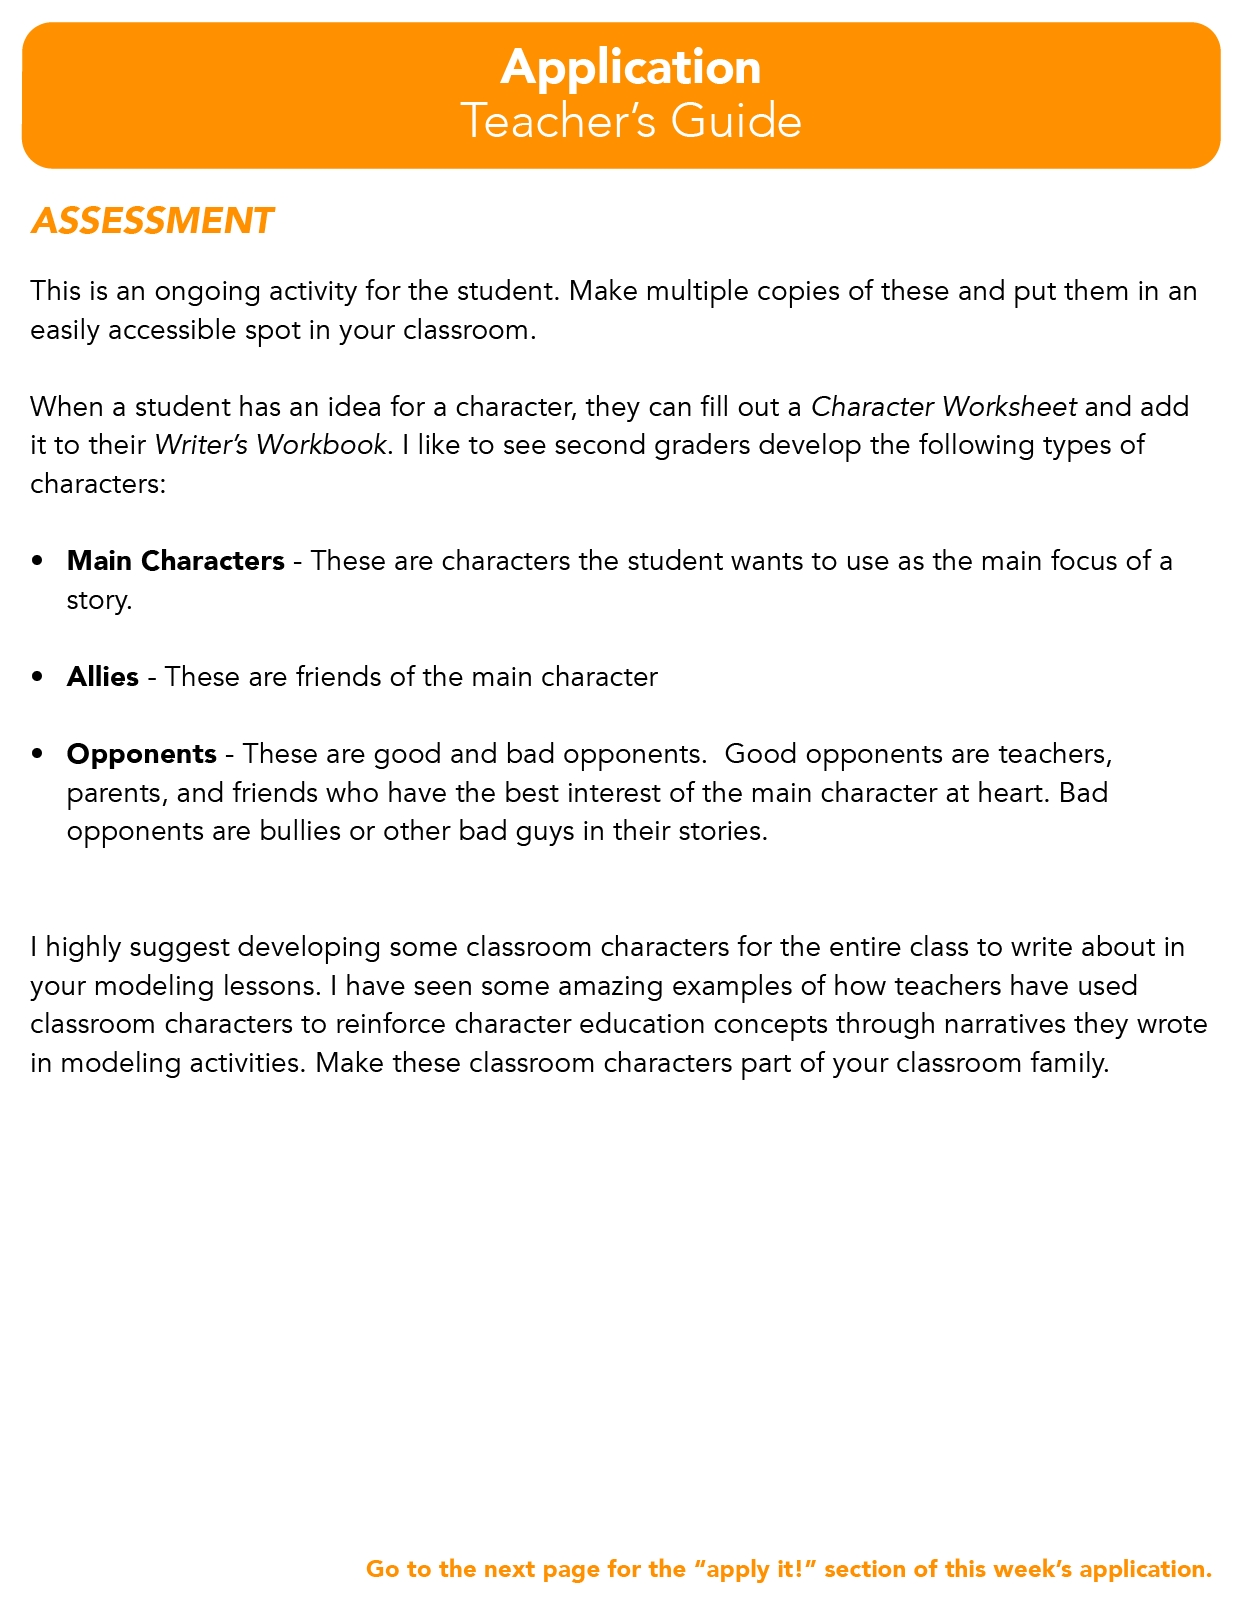 Application
Teacher’s Guide
ASSESSMENT
This is an ongoing activity for the student. Make multiple copies of these and put them in an
easily accessible spot in your classroom.
When a student has an idea for a character, they can fill out a Character Worksheet and add
it to their Writer’s Workbook. I like to see second graders develop the following types of
characters:
• Main Characters - These are characters the student wants to use as the main focus of a
story.
• Allies - These are friends of the main character
• Opponents - These are good and bad opponents.  Good opponents are teachers,
parents, and friends who have the best interest of the main character at heart. Bad
opponents are bullies or other bad guys in their stories.
I highly suggest developing some classroom characters for the entire class to write about in
your modeling lessons. I have seen some amazing examples of how teachers have used
classroom characters to reinforce character education concepts through narratives they wrote
in modeling activities. Make these classroom characters part of your classroom family.
Go to the next page for the “apply it!” section of this week’s application.